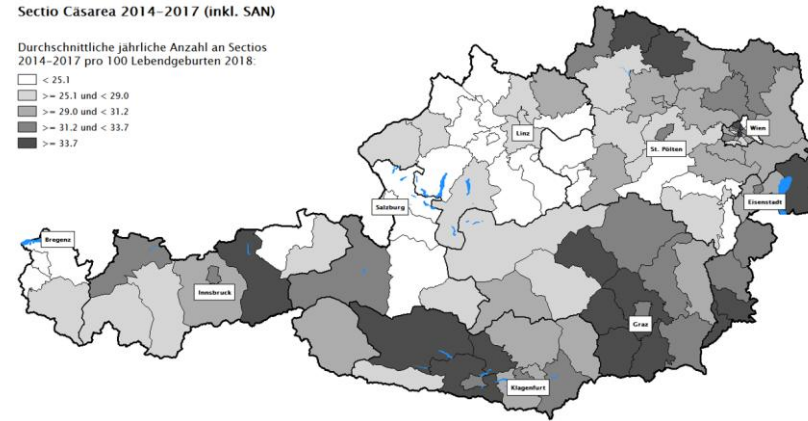 Sectio Cäsarea 2014-2017 (inkl. SAN)
Durchschnittliche jährliche Anzahl an Sectios
2014-2017 pro 100 Lebendgeburten 2018:
< 25.1
>= 25.1 und < 29.0
>= 29.0 und < 31.2
>= 31.2 und < 33.7
>= 33.7
Linz
Wien
St. Pölten
Eisenstadt
Salzburg
Bregenz
Innsbruck
Graz
Klagenfurt